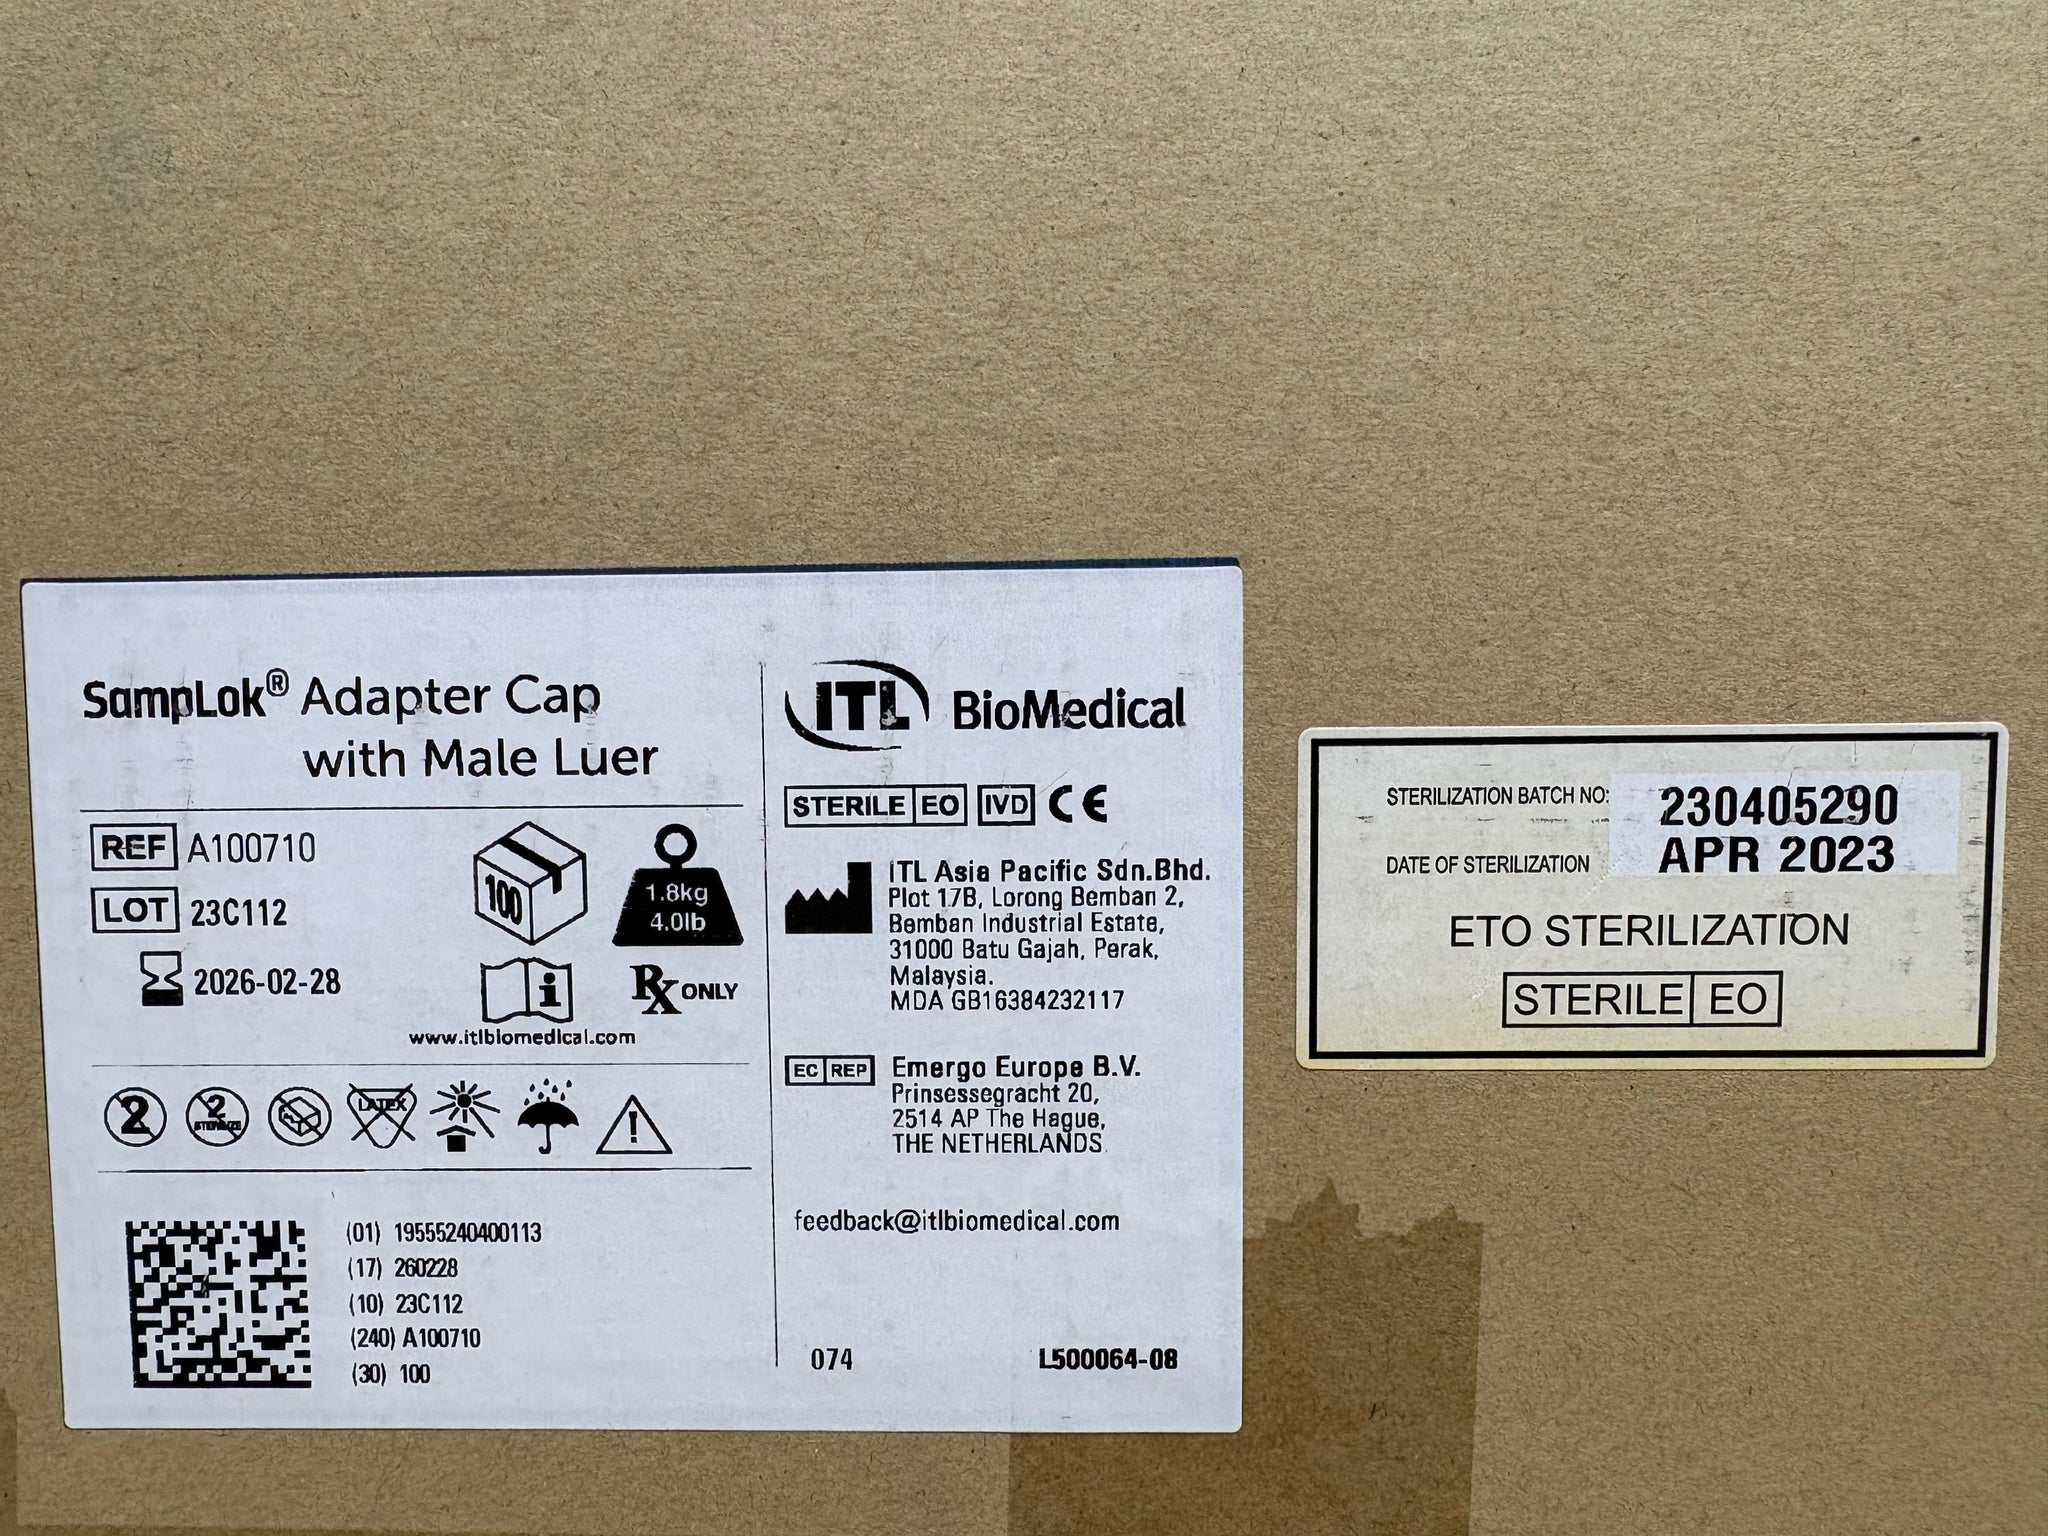 SampLok® Adapter Cap
with Male Luer
REF A100710
LOT 23C112
2026-02-28
100
1.8kg
4.0lb
i
Rx ONLY
www.itlbiomedical.com
2
2
STERILIZE
LATEX
!
(01) 19555240400113
(17) 260228
(10) 23C112
(240) A100710
(30) 100
ITL BioMedical
STERILE EO IVD CE
ITL Asia Pacific Sdn.Bhd.
Plot 17B, Lorong Bemban 2,
Bemban Industrial Estate,
31000 Batu Gajah, Perak,
Malaysia.
MDA GB16384232117
EC REP Emergo Europe B.V.
Prinsessegracht 20,
2514 AP The Hague,
THE NETHERLANDS.
feedback@itlbiomedical.com
074 L500064-08
STERILIZATION BATCH NO: 230405290
DATE OF STERILIZATION APR 2023
ETO STERILIZATION
STERILE EO